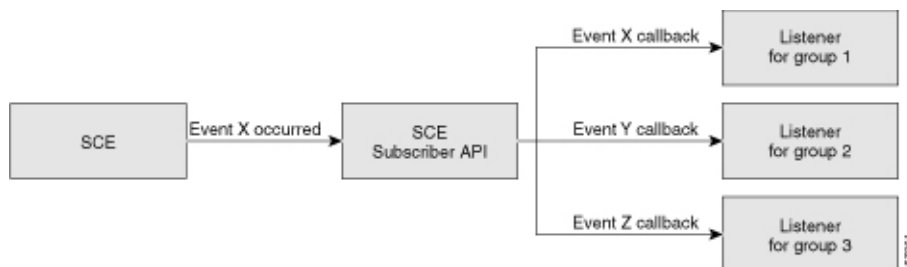 Event X callback
Listener
for group 1
SCE
Event X occurred
SCE
Subscriber API
Event Y callback
Listener
for group 2
Event Z callback
Listener
for group 3